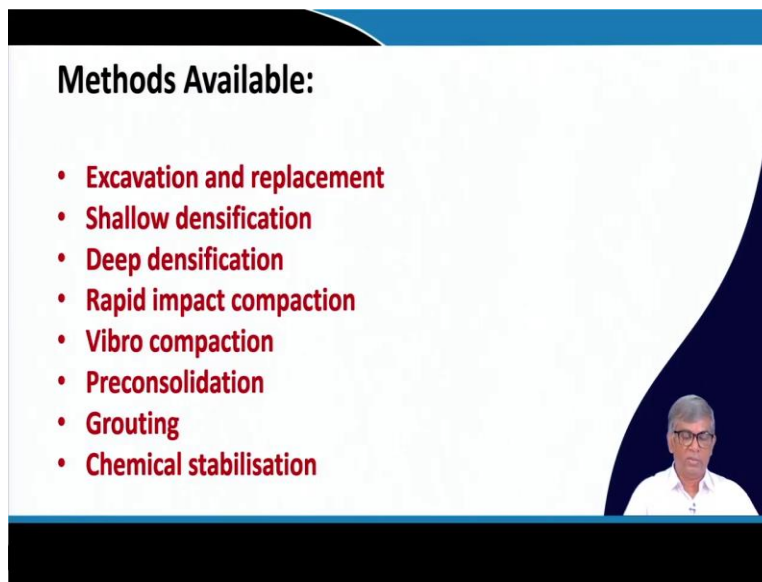 Methods Available:
• Excavation and replacement
• Shallow densification
• Deep densification
• Rapid impact compaction
• Vibro compaction
• Preconsolidation
• Grouting
• Chemical stabilisation